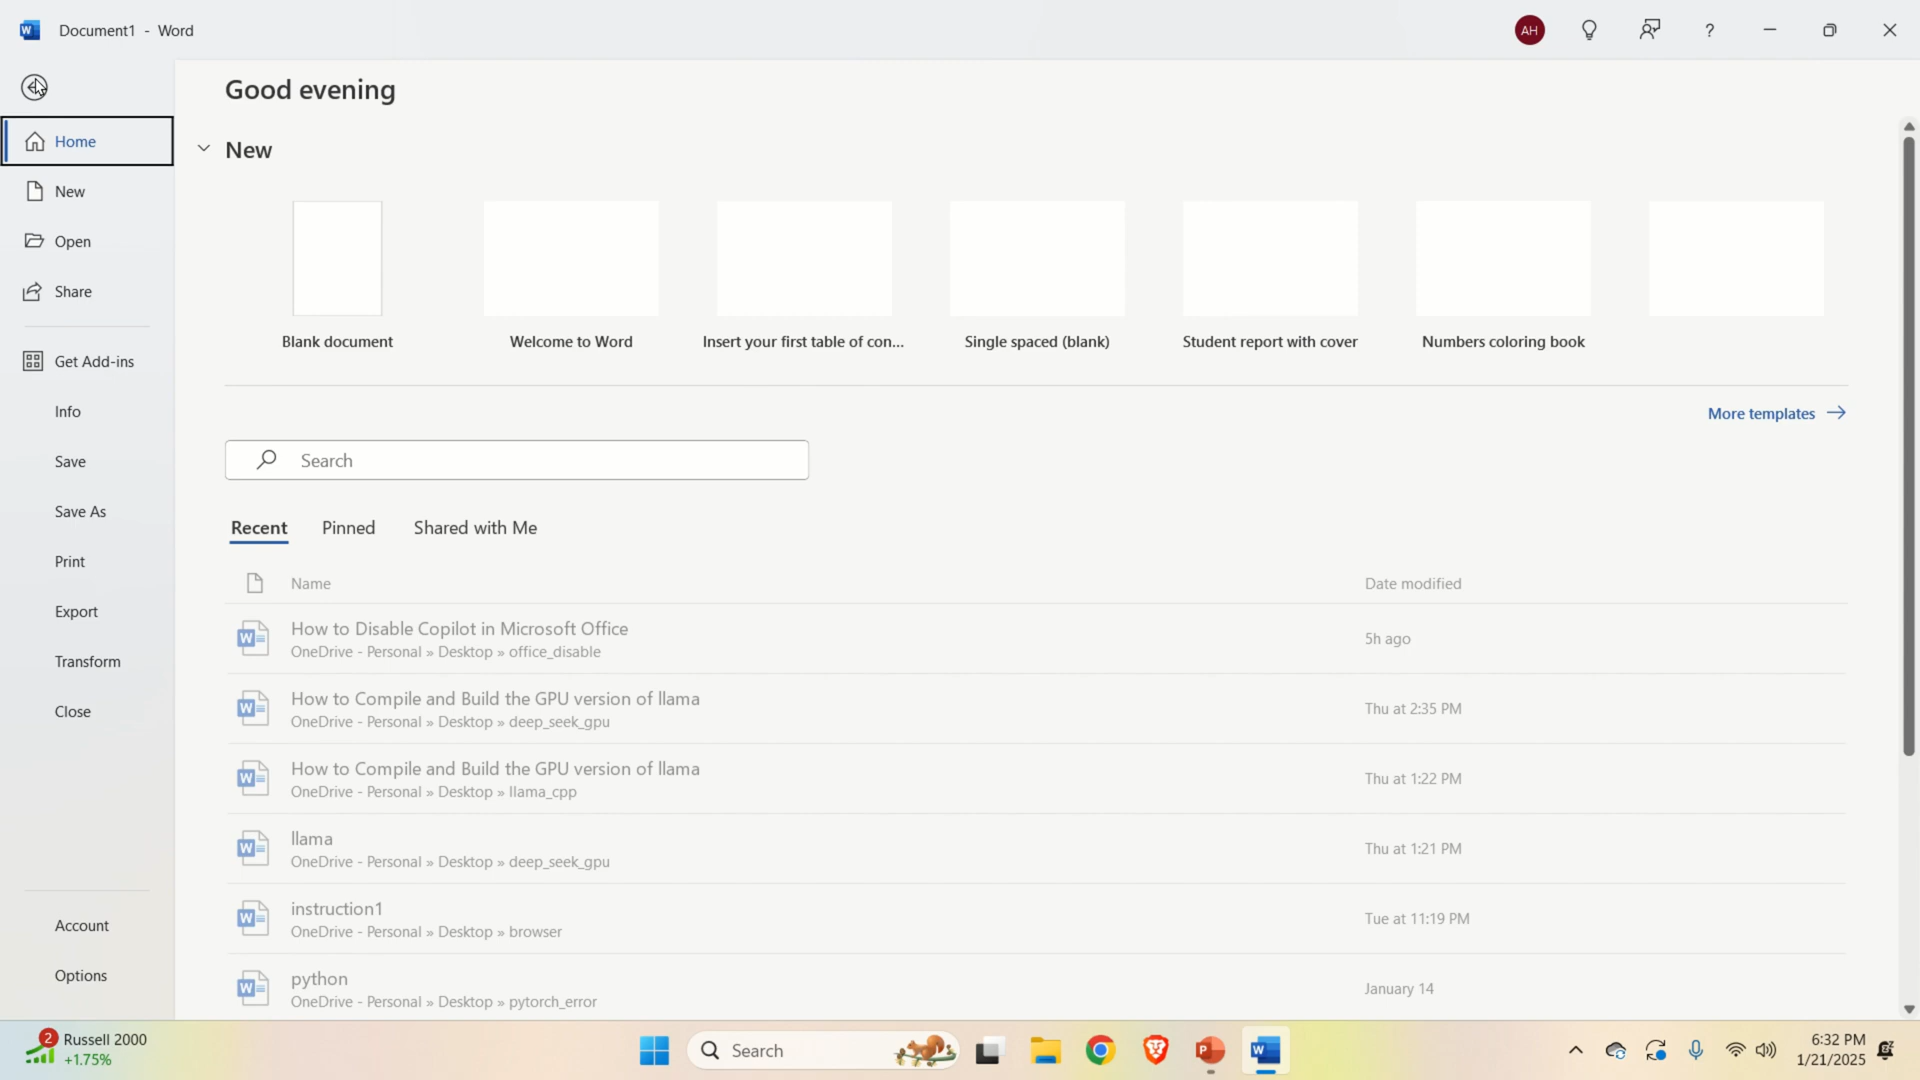 Document1 - Word
AH
?
Good evening
Home
New
Open
Share
Get Add-ins
Info
Save
Save As
Print
Export
Transform
Close
Account
Options
New
Blank document
Welcome to Word
Insert your first table of con...
Single spaced (blank)
Student report with cover
Numbers coloring book
More templates
Search
Recent Pinned Shared with Me
Name Date modified
How to Disable Copilot in Microsoft Office
OneDrive - Personal » Desktop » office_disable
5h ago
How to Compile and Build the GPU version of llama
OneDrive - Personal » Desktop » deep_seek_gpu
Thu at 2:35 PM
How to Compile and Build the GPU version of llama
OneDrive - Personal » Desktop » llama_cpp
Thu at 1:22 PM
llama
OneDrive - Personal » Desktop » deep_seek_gpu
Thu at 1:21 PM
instruction1
OneDrive - Personal » Desktop » browser
Tue at 11:19 PM
python
OneDrive - Personal » Desktop » pytorch_error
January 14
2
Russell 2000
+1.75%
Search
6:32 PM
1/21/2025